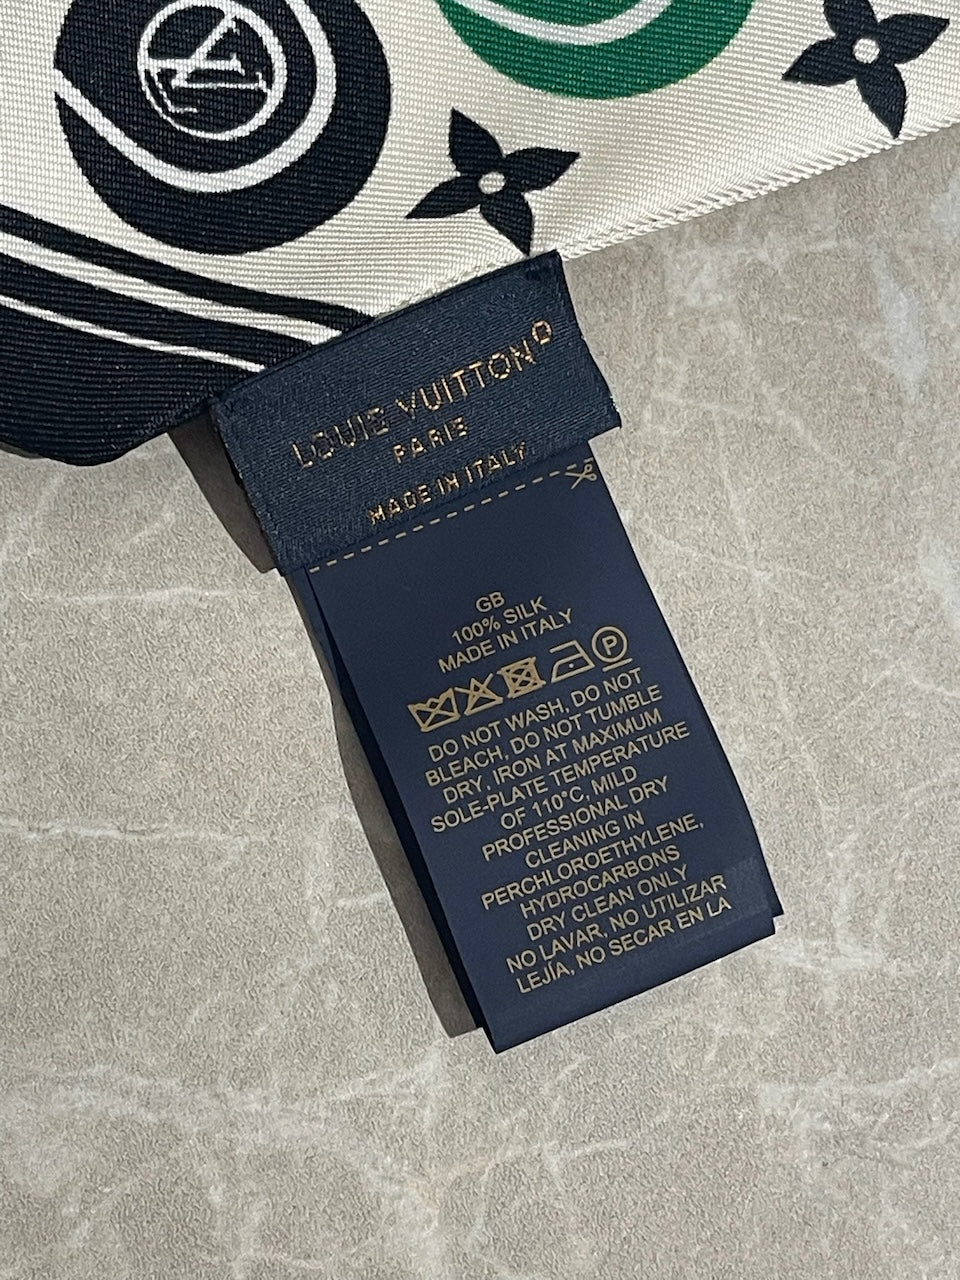 LV
LOUIS VUITTON®
PARIS
MADE IN ITALY
GB
100% SILK
MADE IN ITALY
P
DO NOT WASH, DO NOT
BLEACH, DO NOT TUMBLE
DRY, IRON AT MAXIMUM
SOLE-PLATE TEMPERATURE
OF 110°C, MILD
PROFESSIONAL DRY
CLEANING IN
PERCHLOROETHYLENE,
HYDROCARBONS
DRY CLEAN ONLY
NO LAVAR, NO UTILIZAR
LEJÍA, NO SECAR EN LA